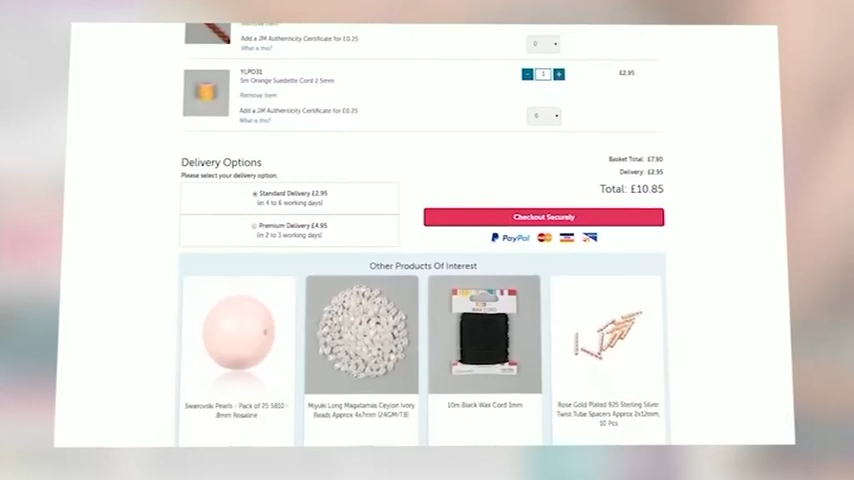 Remove Item
Add a JM Authenticity Certificate for £0.25
What is this?
0
YLPO31
5m Orange Suedette Cord 2.5mm
Remove Item
Add a JM Authenticity Certificate for £0.25
What is this?
- 1 +
£2.95
Delivery Options
Please select your delivery option:
Standard Delivery £2.95
(in 4 to 6 working days)
Premium Delivery £4.95
(in 2 to 3 working days)
Basket Total: £7.90
Delivery: £2.95
Total: £10.85
Checkout Securely
PayPal
Other Products Of Interest
Swarovski Pearls - Pack of 25 5810 -
8mm Rosaline
Miyuki Long Magatamas Ceylon Ivory
Beads Approx 4x7mm (24GM/TB)
10m Black Wax Cord 1mm
Rose Gold Plated 925 Sterling Silver
Twist Tube Spacers Approx 2x12mm,
10 Pcs